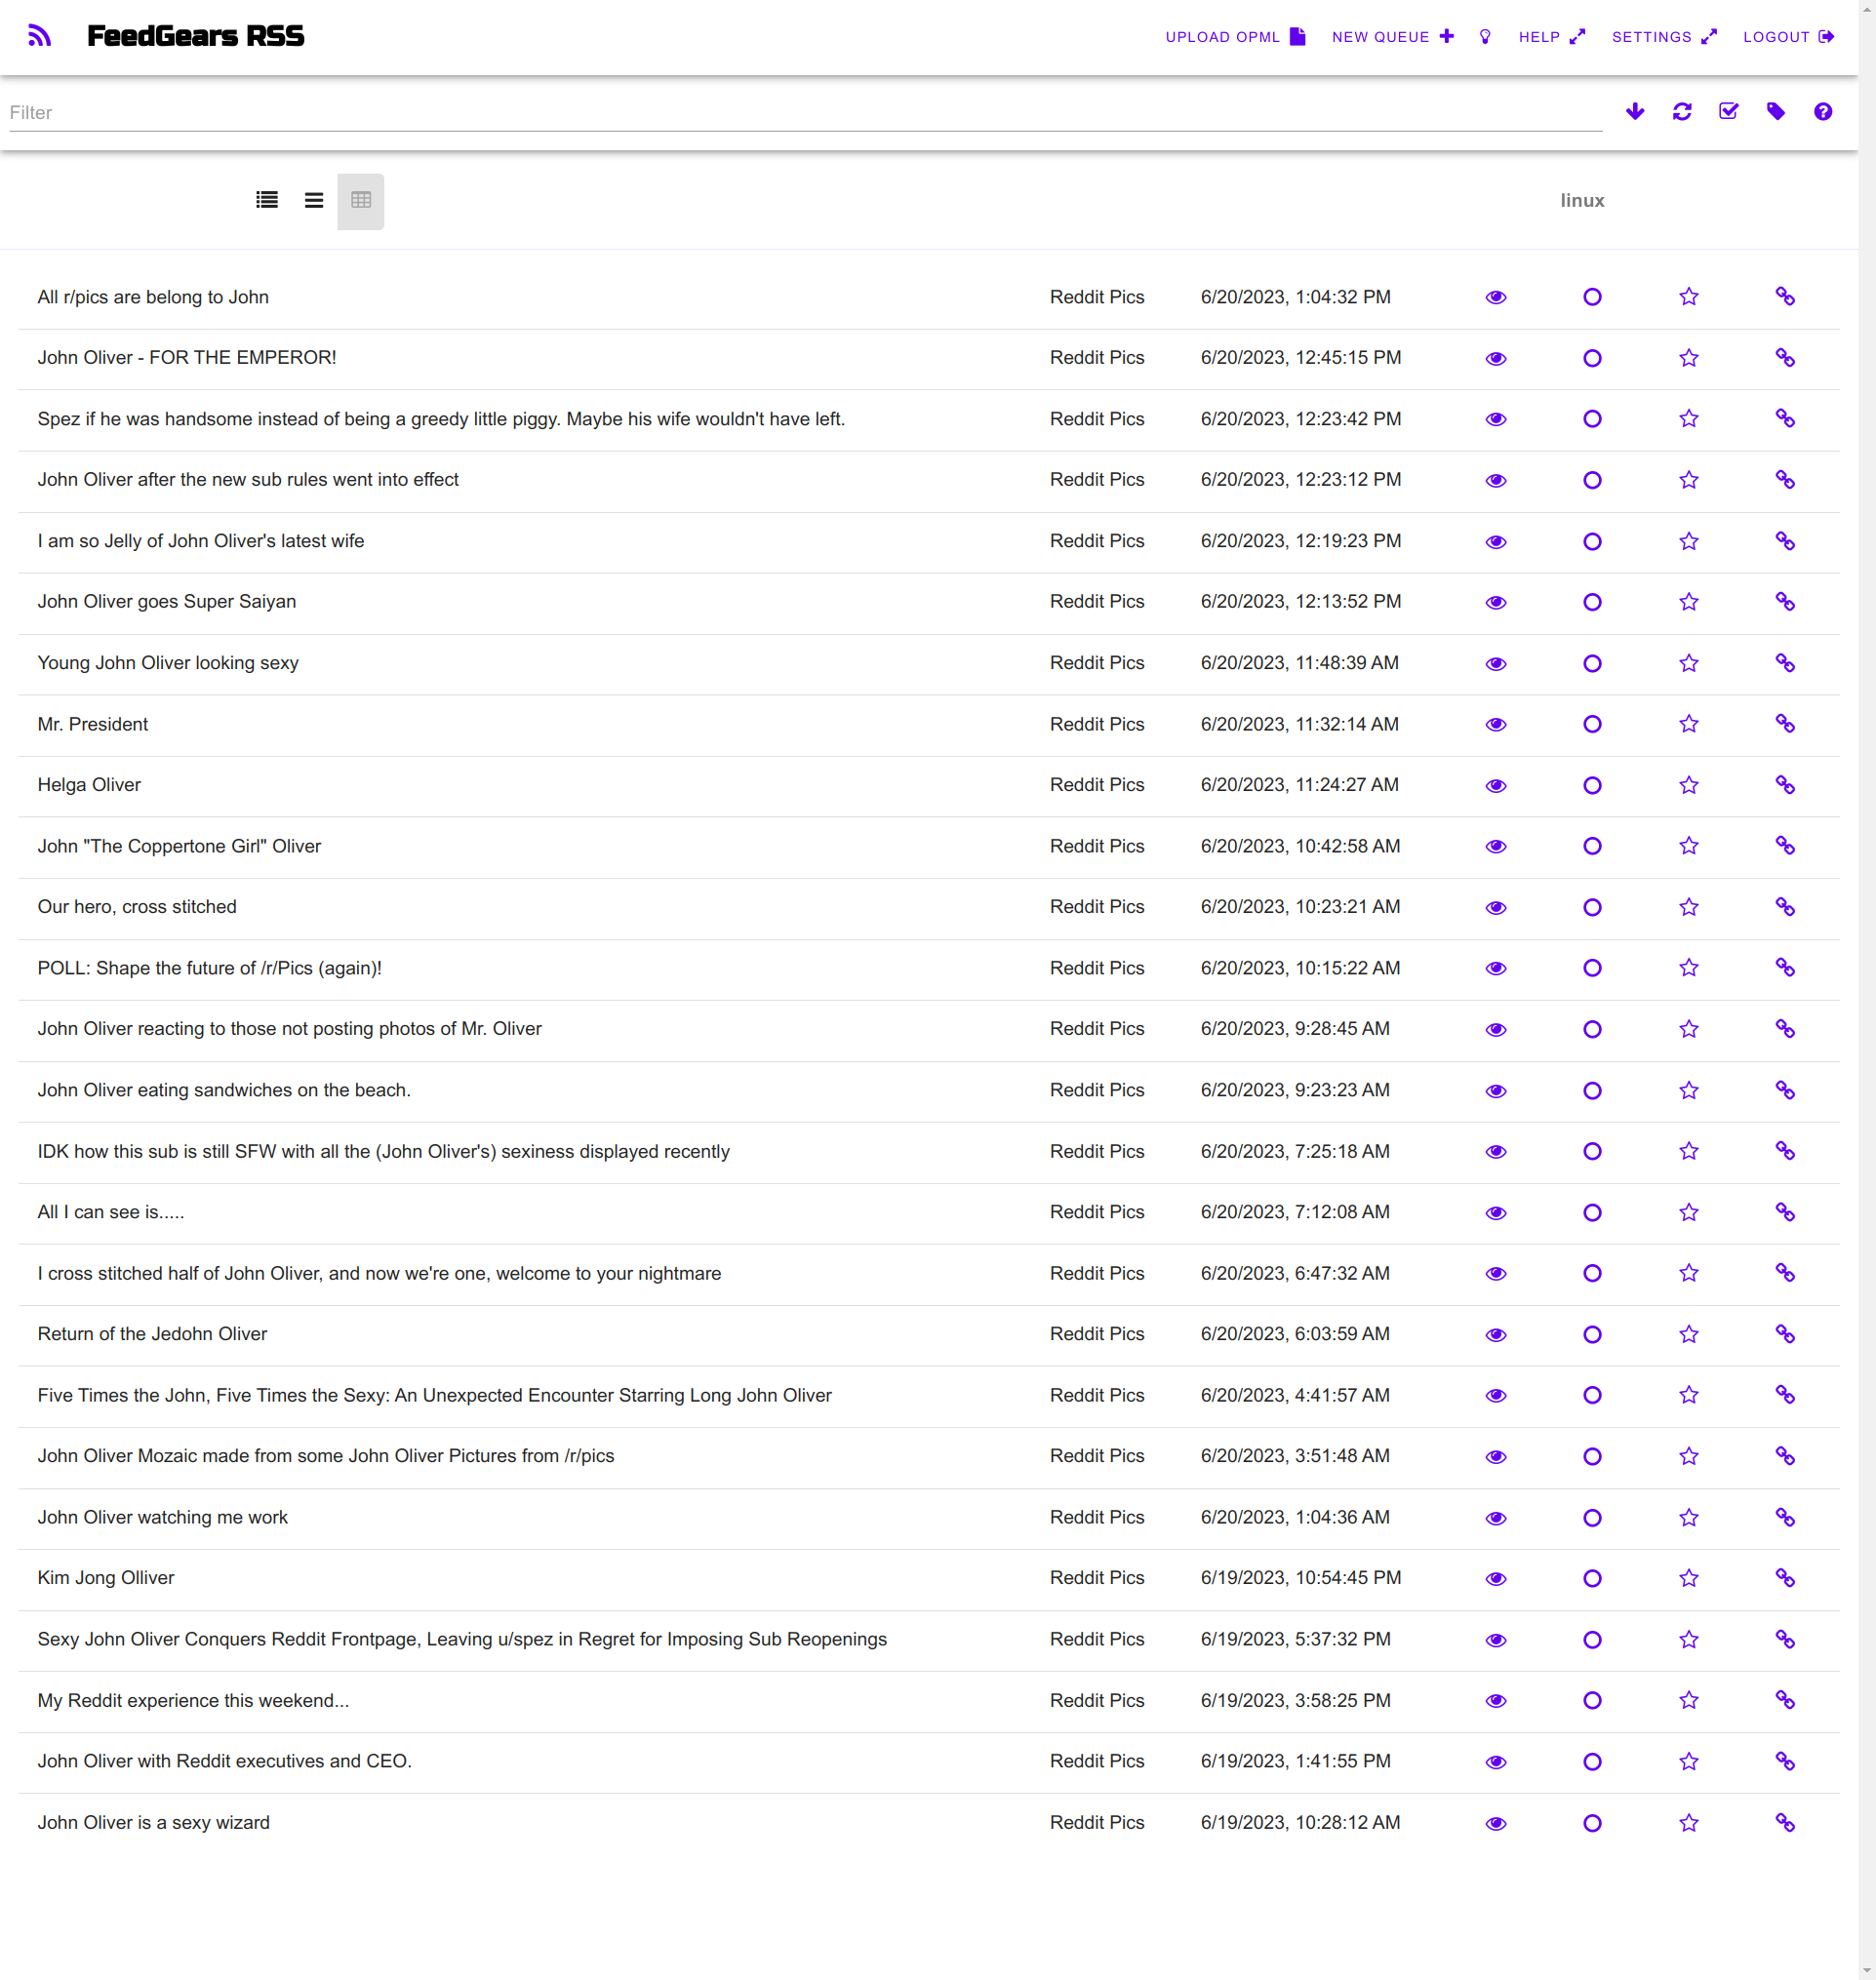 FeedGears RSS
UPLOAD OPML NEW QUEUE HELP SETTINGS LOGOUT
Filter
linux
All r/pics are belong to John Reddit Pics 6/20/2023, 1:04:32 PM
John Oliver - FOR THE EMPEROR! Reddit Pics 6/20/2023, 12:45:15 PM
Spez if he was handsome instead of being a greedy little piggy. Maybe his wife wouldn't have left. Reddit Pics 6/20/2023, 12:23:42 PM
John Oliver after the new sub rules went into effect Reddit Pics 6/20/2023, 12:23:12 PM
I am so Jelly of John Oliver's latest wife Reddit Pics 6/20/2023, 12:19:23 PM
John Oliver goes Super Saiyan Reddit Pics 6/20/2023, 12:13:52 PM
Young John Oliver looking sexy Reddit Pics 6/20/2023, 11:48:39 AM
Mr. President Reddit Pics 6/20/2023, 11:32:14 AM
Helga Oliver Reddit Pics 6/20/2023, 11:24:27 AM
John "The Coppertone Girl" Oliver Reddit Pics 6/20/2023, 10:42:58 AM
Our hero, cross stitched Reddit Pics 6/20/2023, 10:23:21 AM
POLL: Shape the future of /r/Pics (again)! Reddit Pics 6/20/2023, 10:15:22 AM
John Oliver reacting to those not posting photos of Mr. Oliver Reddit Pics 6/20/2023, 9:28:45 AM
John Oliver eating sandwiches on the beach. Reddit Pics 6/20/2023, 9:23:23 AM
IDK how this sub is still SFW with all the (John Oliver's) sexiness displayed recently Reddit Pics 6/20/2023, 7:25:18 AM
All I can see is..... Reddit Pics 6/20/2023, 7:12:08 AM
I cross stitched half of John Oliver, and now we're one, welcome to your nightmare Reddit Pics 6/20/2023, 6:47:32 AM
Return of the Jedohn Oliver Reddit Pics 6/20/2023, 6:03:59 AM
Five Times the John, Five Times the Sexy: An Unexpected Encounter Starring Long John Oliver Reddit Pics 6/20/2023, 4:41:57 AM
John Oliver Mozaic made from some John Oliver Pictures from /r/pics Reddit Pics 6/20/2023, 3:51:48 AM
John Oliver watching me work Reddit Pics 6/20/2023, 1:04:36 AM
Kim Jong Olliver Reddit Pics 6/19/2023, 10:54:45 PM
Sexy John Oliver Conquers Reddit Frontpage, Leaving u/spez in Regret for Imposing Sub Reopenings Reddit Pics 6/19/2023, 5:37:32 PM
My Reddit experience this weekend... Reddit Pics 6/19/2023, 3:58:25 PM
John Oliver with Reddit executives and CEO. Reddit Pics 6/19/2023, 1:41:55 PM
John Oliver is a sexy wizard Reddit Pics 6/19/2023, 10:28:12 AM